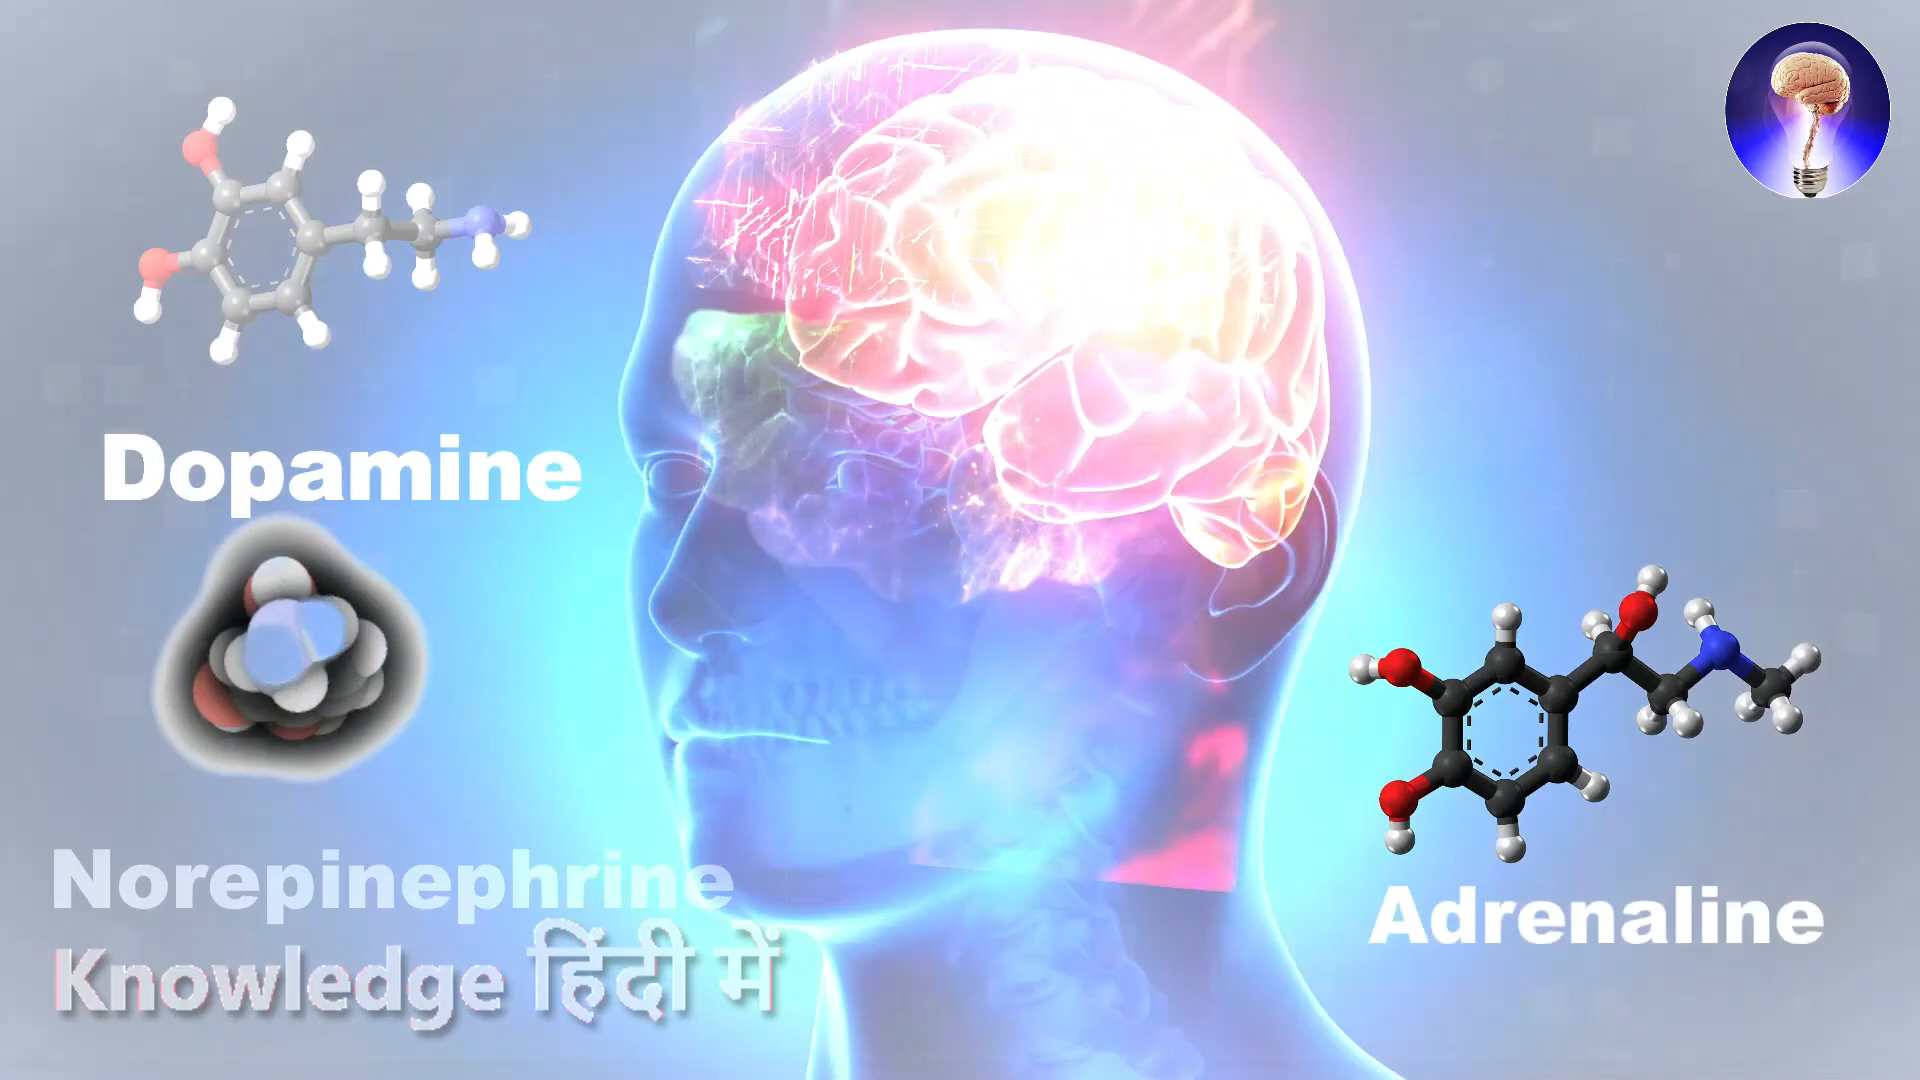 Dopamine
Norepinephrine
Knowledge हिंदी में
Adrenaline